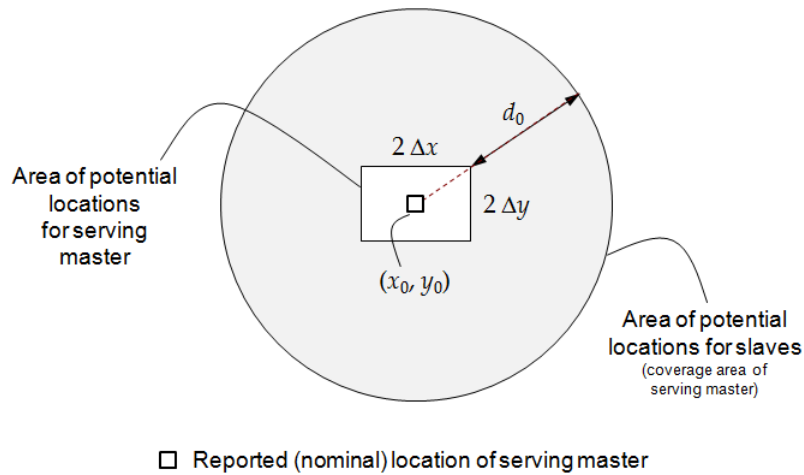 d₀
2 Δx
Area of potential
locations
for serving
master
2 Δy
(x₀, y₀)
Area of potential
locations for slaves
(coverage area of
serving master)
Reported (nominal) location of serving master